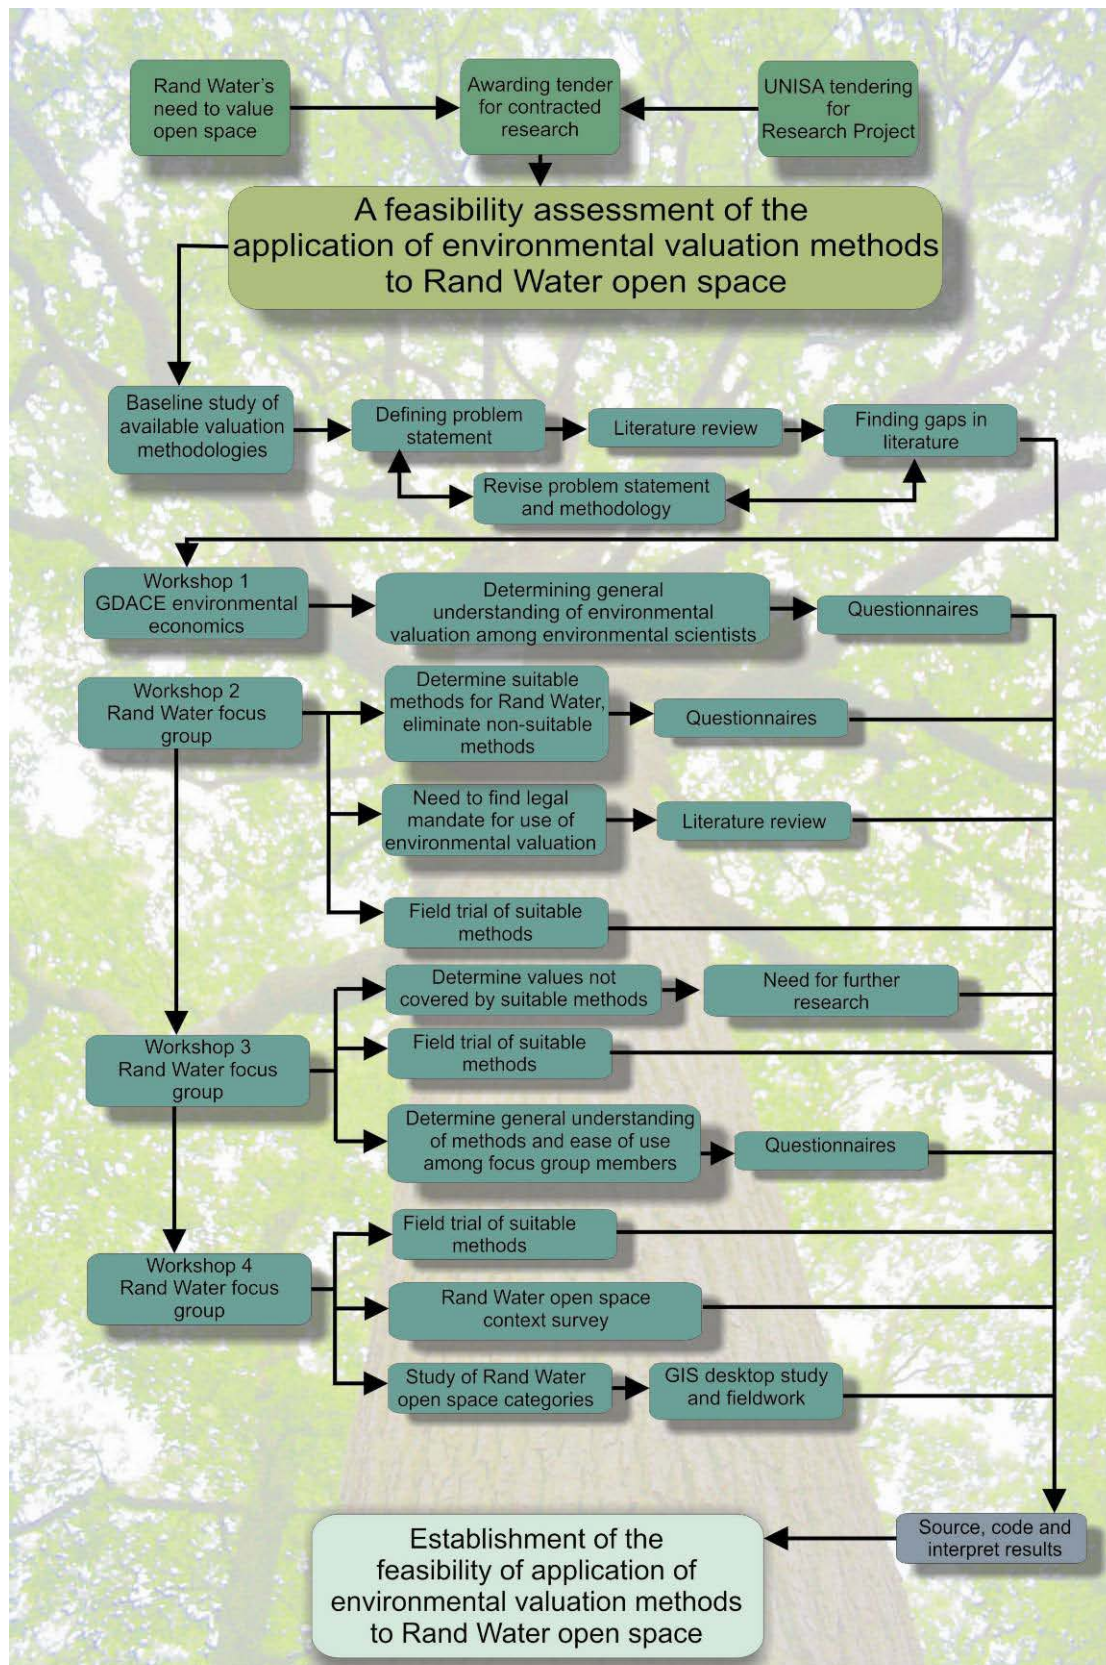 Rand Water's
need to value
open space
Awarding tender
for contracted
research
UNISA tendering
for
Research Project
A feasibility assessment of the
application of environmental valuation methods
to Rand Water open space
Baseline study of
available valuation
methodologies
Defining problem
statement
Literature review
Finding gaps in
literature
Revise problem statement
and methodology
Workshop 1
GDACE environmental
economics
Determining general
understanding of environmental
valuation among environmental scientists
Questionnaires
Workshop 2
Rand Water focus
group
Determine suitable
methods for Rand Water,
eliminate non-suitable
methods
Questionnaires
Need to find legal
mandate for use of
environmental valuation
Literature review
Field trial of suitable
methods
Workshop 3
Rand Water focus
group
Determine values not
covered by suitable methods
Need for further
research
Field trial of suitable
methods
Determine general understanding
of methods and ease of use
among focus group members
Questionnaires
Workshop 4
Rand Water focus
group
Field trial of suitable
methods
Rand Water open space
context survey
Study of Rand Water
open space categories
GIS desktop study
and fieldwork
Source, code and
interpret results
Establishment of the
feasibility of application of
environmental valuation methods
to Rand Water open space